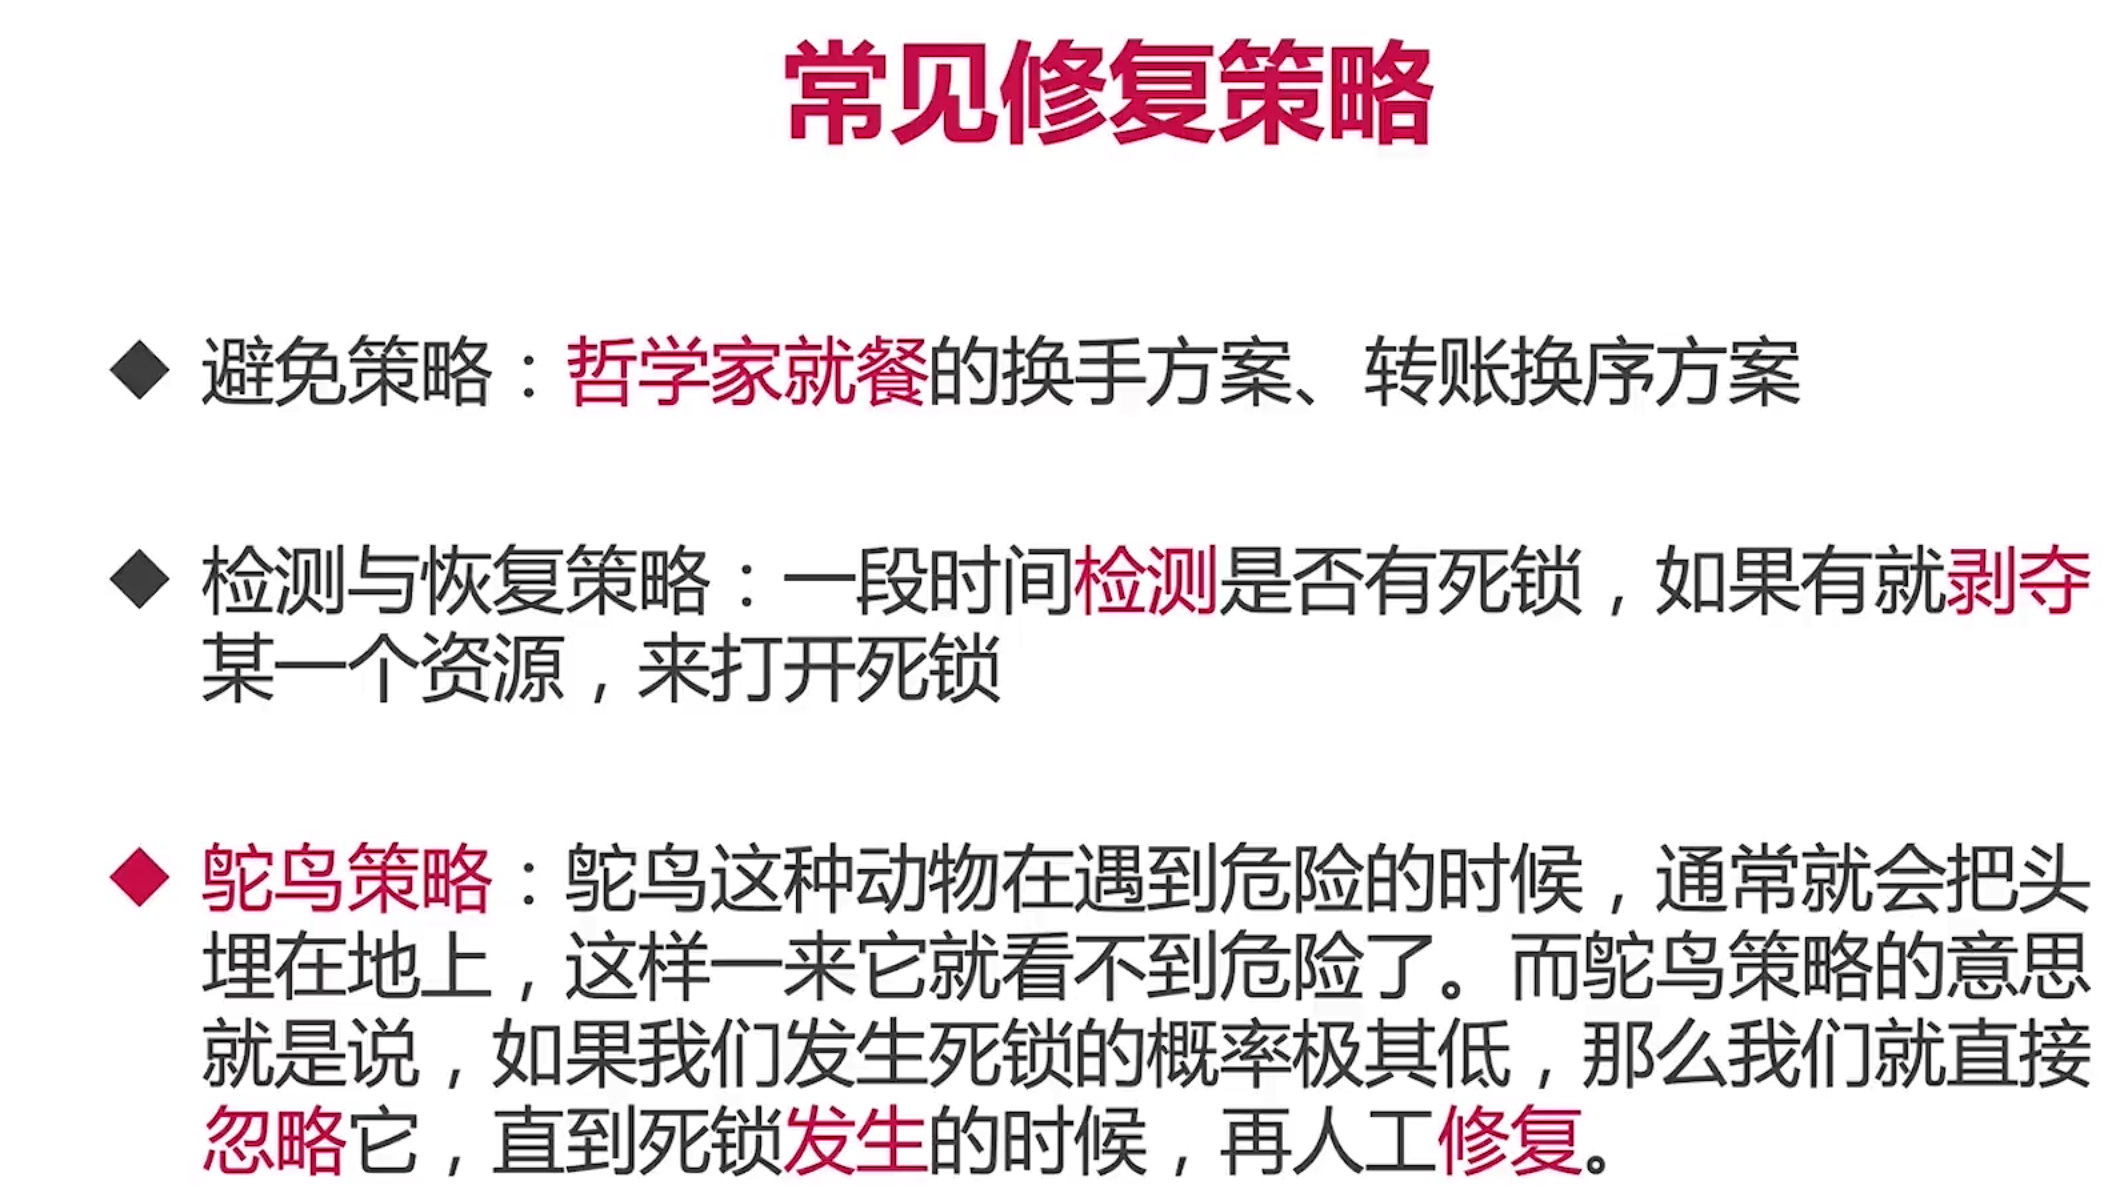 常见修复策略
◆ 避免策略：哲学家就餐的换手方案、转账换序方案
◆ 检测与恢复策略：一段时间检测是否有死锁，如果有就剥夺
某一个资源，来打开死锁
◆ 鸵鸟策略：鸵鸟这种动物在遇到危险的时候，通常就会把头
埋在地上，这样一来它就看不到危险了。而鸵鸟策略的意思
就是说，如果我们发生死锁的概率极其低，那么我们就直接
忽略它，直到死锁发生的时候，再人工修复。